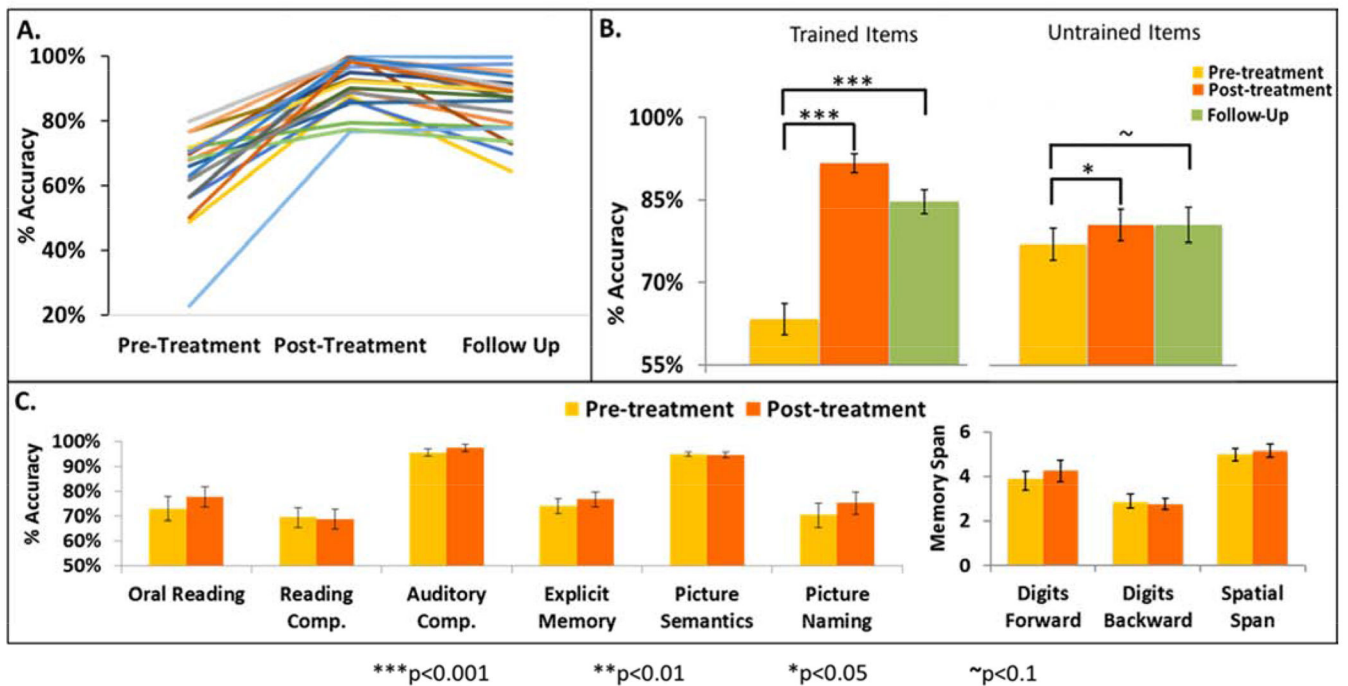 A.
100%
80%
60%
40%
20%
% Accuracy
Pre-Treatment Post-Treatment Follow Up
B.
Trained Items Untrained Items
Pre-treatment
Post-treatment
Follow-Up
100%
85%
70%
55%
% Accuracy
***
***
~
*
C.
Pre-treatment Post-treatment
100%
90%
80%
70%
60%
50%
% Accuracy
Oral Reading
Reading
Comp.
Auditory
Comp.
Explicit
Memory
Picture
Semantics
Picture
Naming
6
4
2
0
Memory Span
Digits
Forward
Digits
Backward
Spatial
Span
***p<0.001 **p<0.01 *p<0.05 ~p<0.1